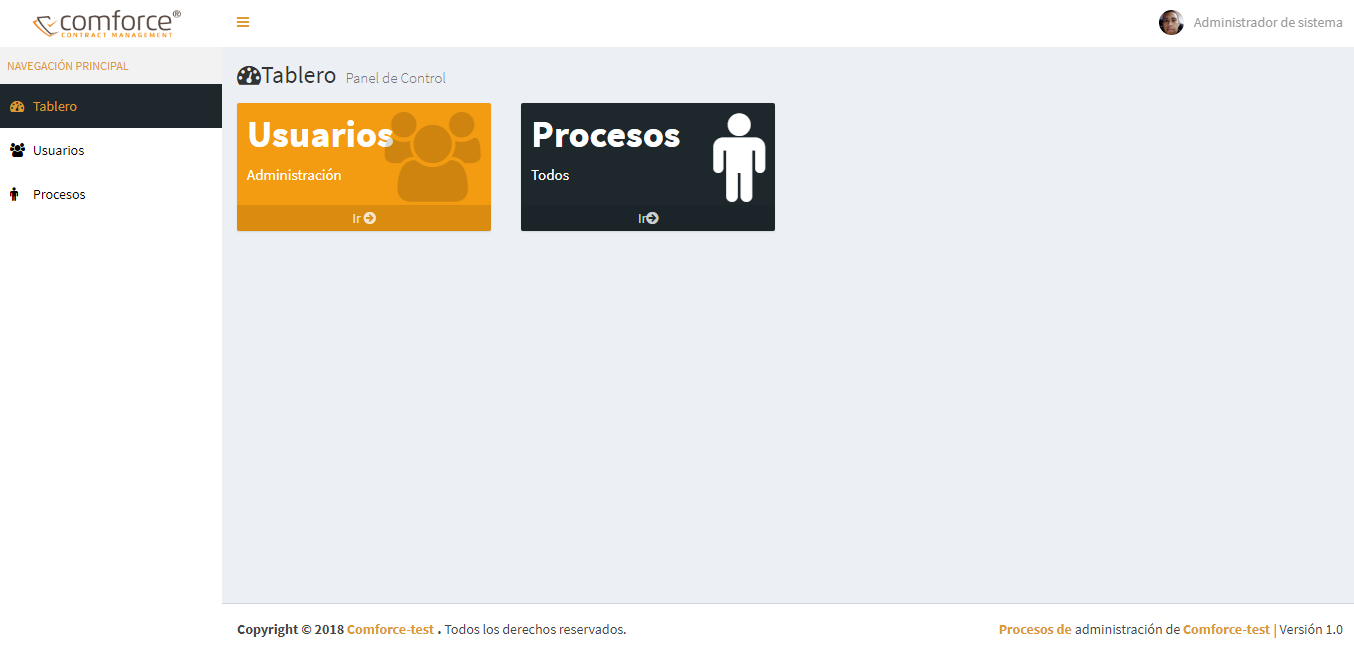 comforce®
CONTRACT MANAGEMENT
Administrador de sistema
NAVEGACIÓN PRINCIPAL
Tablero
Usuarios
Procesos
Tablero Panel de Control
Usuarios
Administración
Ir
Procesos
Todos
Ir
Copyright © 2018 Comforce-test . Todos los derechos reservados.
Procesos de administración de Comforce-test | Versión 1.0